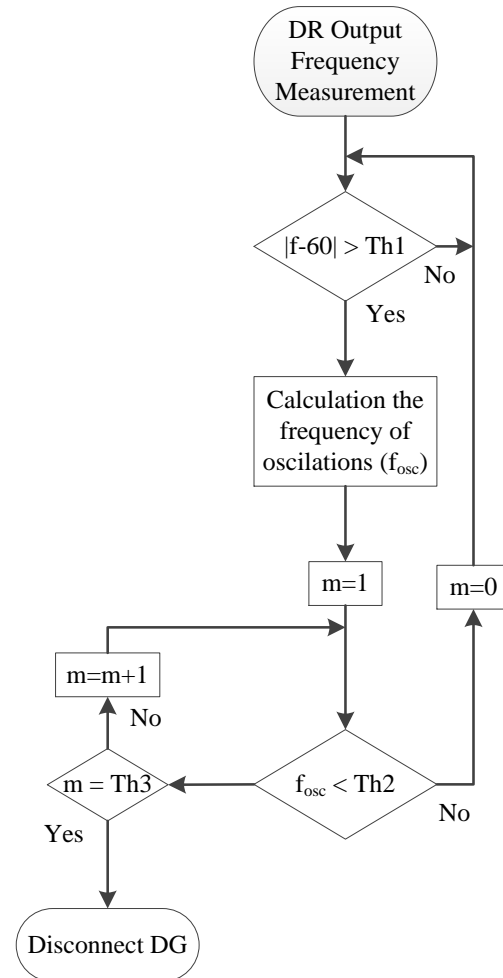 DR Output
Frequency
Measurement
|f-60| > Th1
No
Yes
Calculation the
frequency of
oscilations (fosc)
m=1
m=0
m=m+1
No
m = Th3
fosc < Th2
No
Yes
Disconnect DG